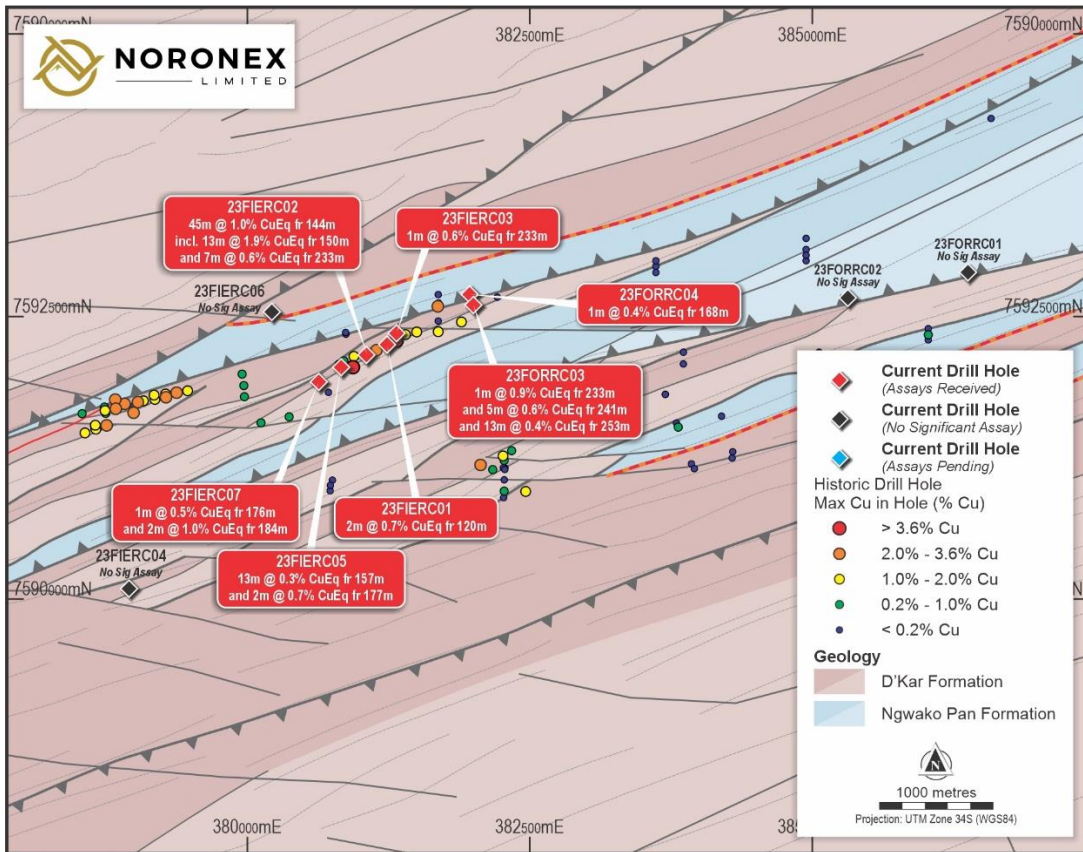 7590000mN
382500mE
385000mE
7590000mN
NORONEX
LIMITED
23FIERC02
45m @ 1.0% CuEq fr 144m
incl. 13m @ 1.9% CuEq fr 150m
and 7m @ 0.6% CuEq fr 233m
23FIERC03
1m @ 0.6% CuEq fr 233m
23FORRC01
No Sig Assay
23FORRC02
No Sig Assay
23FIERC06
No Sig Assay
23FORRC04
1m @ 0.4% CuEq fr 168m
7592500mN
7592500mN
23FORRC03
1m @ 0.9% CuEq fr 233m
and 5m @ 0.6% CuEq fr 241m
and 13m @ 0.4% CuEq fr 253m
23FIERC07
1m @ 0.5% CuEq fr 176m
and 2m @ 1.0% CuEq fr 184m
23FIERC01
2m @ 0.7% CuEq fr 120m
23FIERC04
No Sig Assay
23FIERC05
13m @ 0.3% CuEq fr 157m
and 2m @ 0.7% CuEq fr 177m
7590000mN
7590000mN
380000mE
382500mE
Current Drill Hole
(Assays Received)
Current Drill Hole
(No Significant Assay)
Current Drill Hole
(Assays Pending)
Historic Drill Hole
Max Cu in Hole (% Cu)
> 3.6% Cu
2.0% - 3.6% Cu
1.0% - 2.0% Cu
0.2% - 1.0% Cu
< 0.2% Cu
Geology
D'Kar Formation
Ngwako Pan Formation
N
1000 metres
Projection: UTM Zone 34S (WGS84)